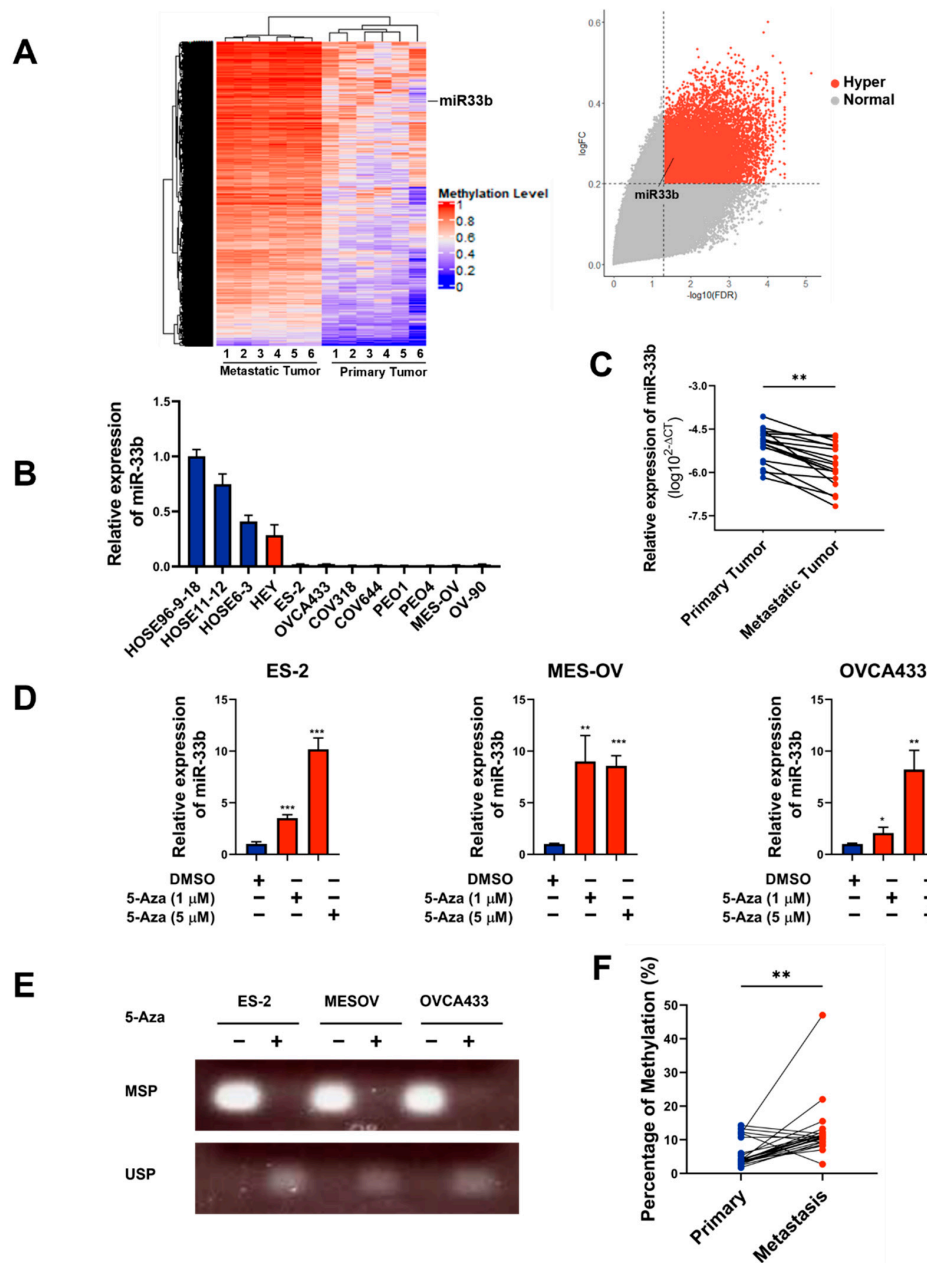 A
miR33b
Methylation Level
1
0.8
0.6
0.4
0.2
0
1 2 3 4 5 6 1 2 3 4 5 6
Metastatic Tumor Primary Tumor
0.6
0.4
0.2
0.0
logFC
0 1 2 3 4 5
-log10(FDR)
miR33b
Hyper
Normal
B
Relative expression
of miR-33b
1.5
1.0
0.5
0.0
HOSE96-9-18
HOSE11-12
HOSE6-3
HEY
ES-2
OVCA433
COV318
COV644
PEO1
PEO4
MES-OV
OV-90
C
Relative expression of miR-33b
(log10 2-ΔCT)
-3.0
-4.5
-6.0
-7.5
**
Primary Tumor
Metastatic Tumor
D
ES-2
Relative expression
of miR-33b
15
10
5
0
***
***
DMSO + − −
5-Aza (1 μM) − + −
5-Aza (5 μM) − − +
MES-OV
Relative expression
of miR-33b
15
10
5
0
**
***
DMSO + − −
5-Aza (1 μM) − + −
5-Aza (5 μM) − − +
OVCA433
Relative expression
of miR-33b
15
10
5
0
*
**
DMSO + − −
5-Aza (1 μM) − + −
5-Aza (5 μM) − −
E
ES-2 MESOV OVCA433
5-Aza
− + − + − +
MSP
USP
F
Percentage of Methylation (%)
50
40
30
20
10
0
**
Primary
Metastasis